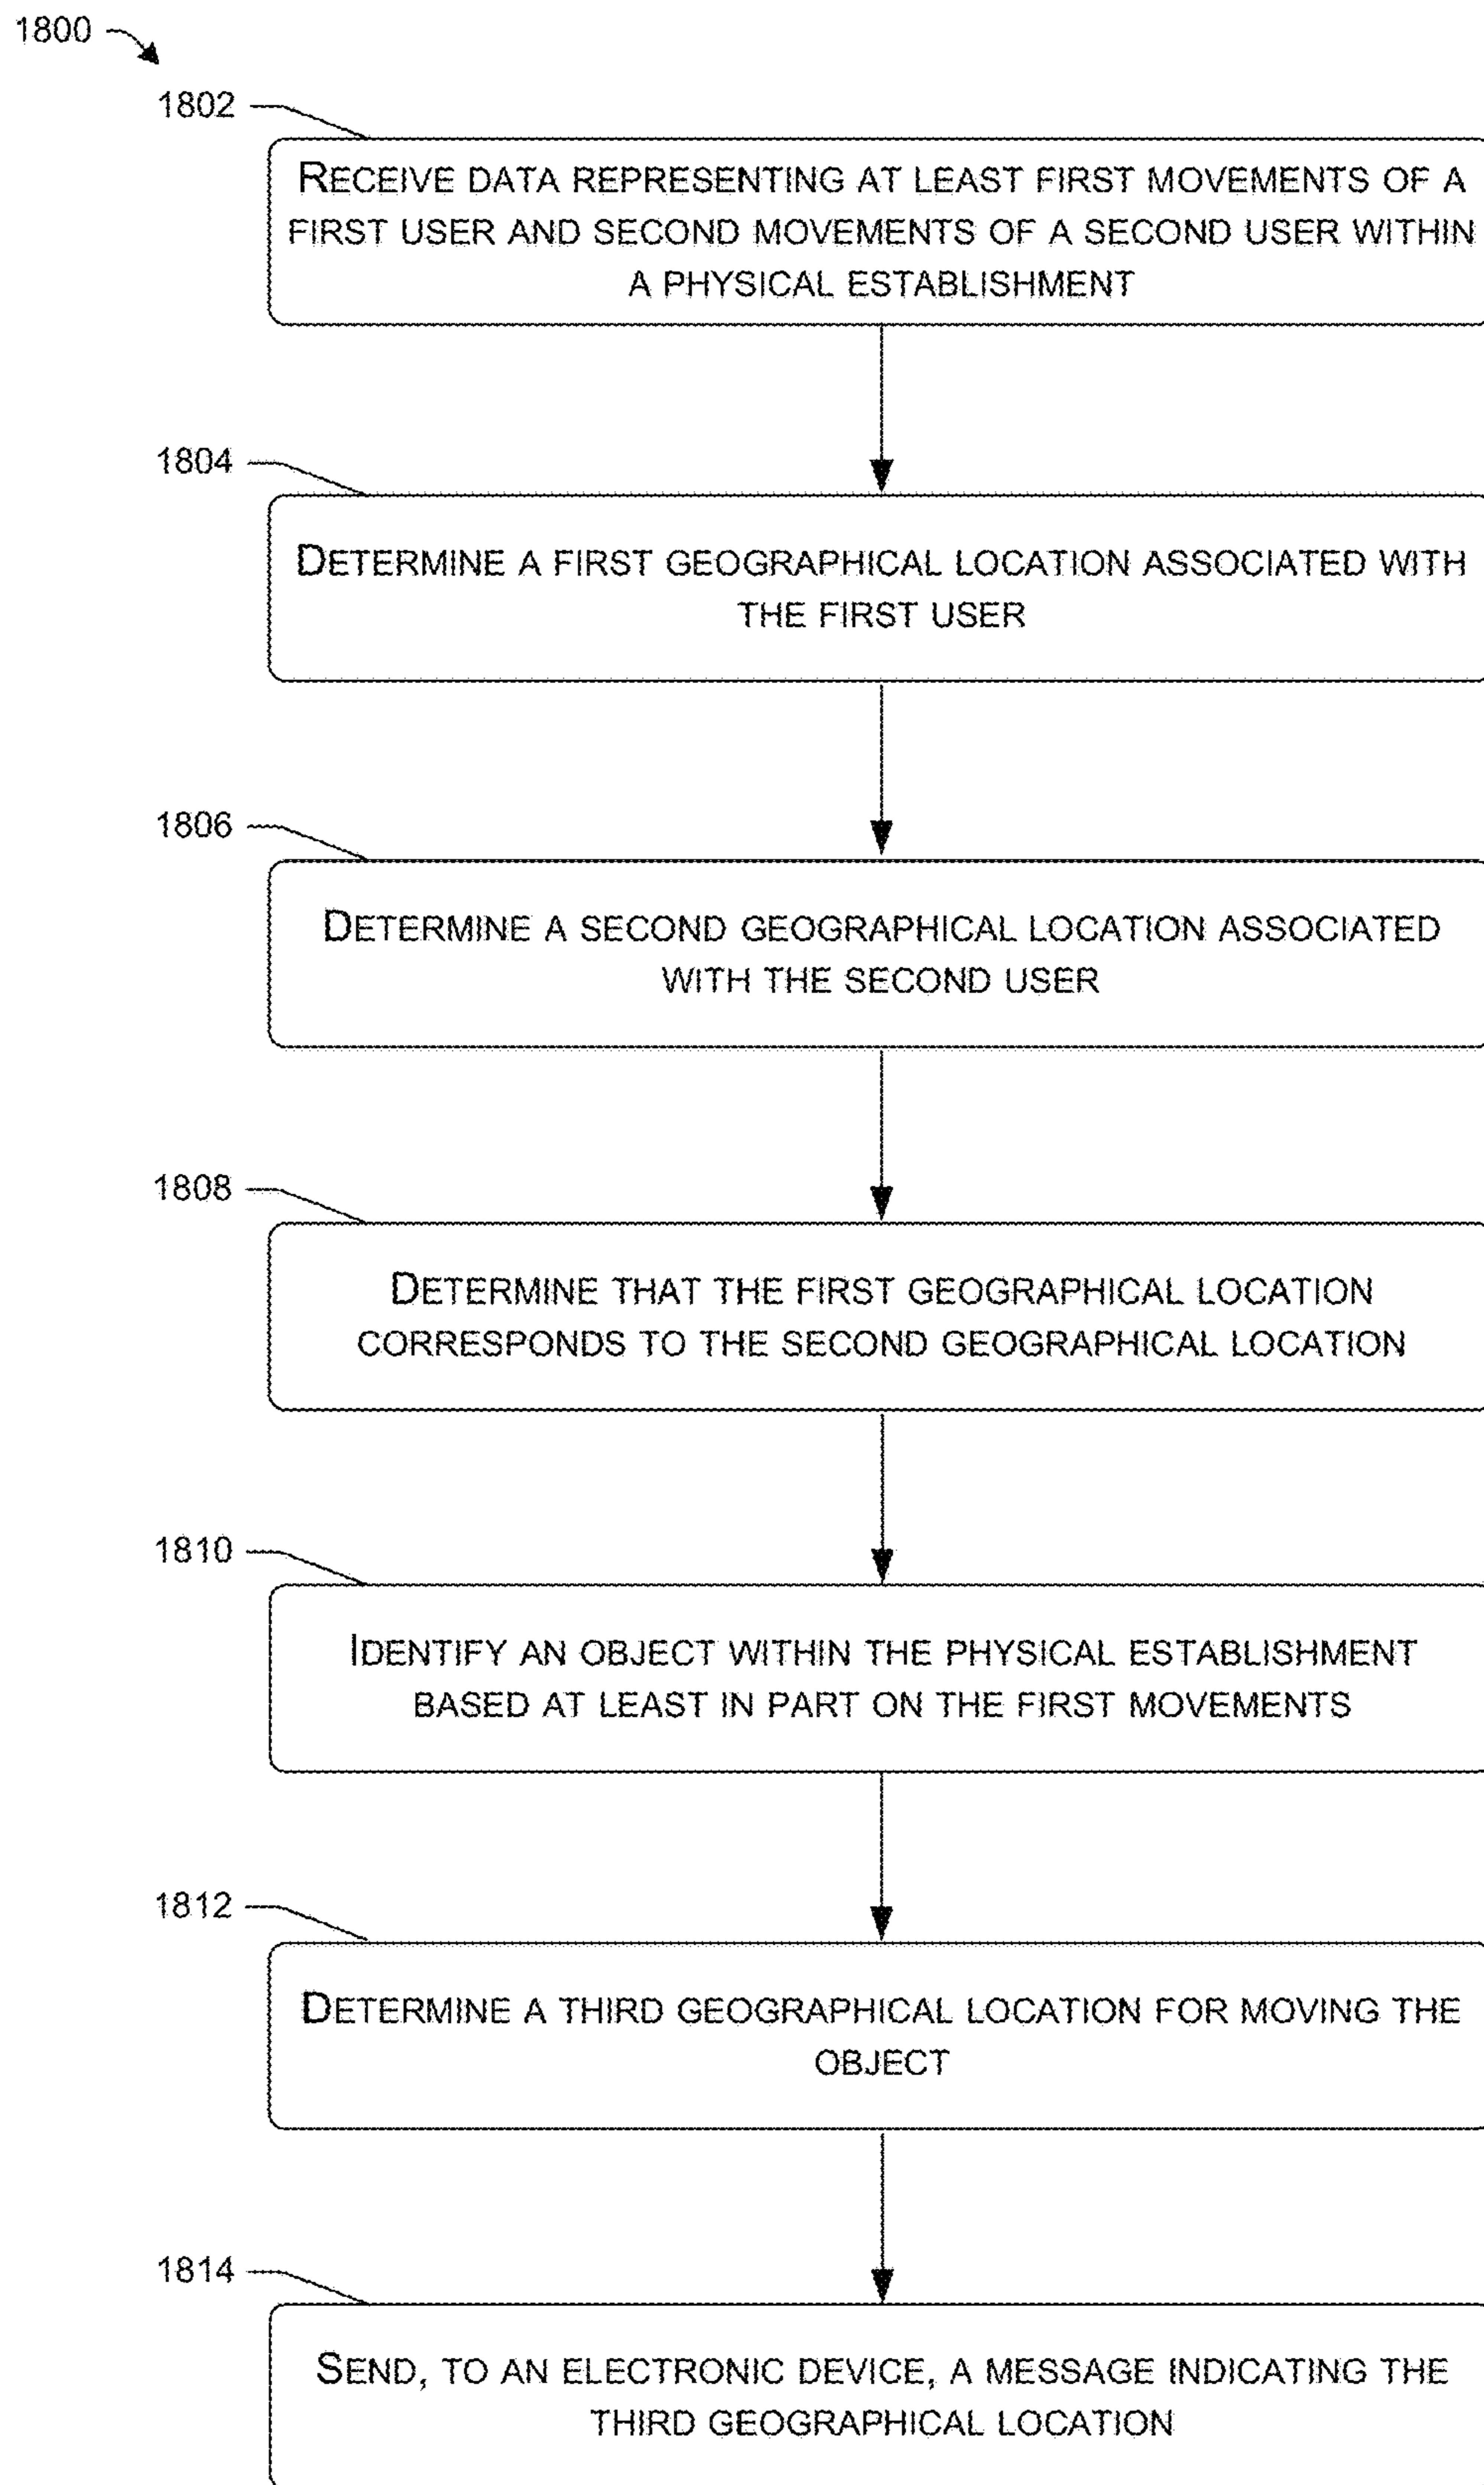 1800
1802
RECEIVE DATA REPRESENTING AT LEAST FIRST MOVEMENTS OF A
FIRST USER AND SECOND MOVEMENTS OF A SECOND USER WITHIN
A PHYSICAL ESTABLISHMENT
1804
DETERMINE A FIRST GEOGRAPHICAL LOCATION ASSOCIATED WITH
THE FIRST USER
1806
DETERMINE A SECOND GEOGRAPHICAL LOCATION ASSOCIATED
WITH THE SECOND USER
1808
DETERMINE THAT THE FIRST GEOGRAPHICAL LOCATION
CORRESPONDS TO THE SECOND GEOGRAPHICAL LOCATION
1810
IDENTIFY AN OBJECT WITHIN THE PHYSICAL ESTABLISHMENT
BASED AT LEAST IN PART ON THE FIRST MOVEMENTS
1812
DETERMINE A THIRD GEOGRAPHICAL LOCATION FOR MOVING THE
OBJECT
1814
SEND, TO AN ELECTRONIC DEVICE, A MESSAGE INDICATING THE
THIRD GEOGRAPHICAL LOCATION